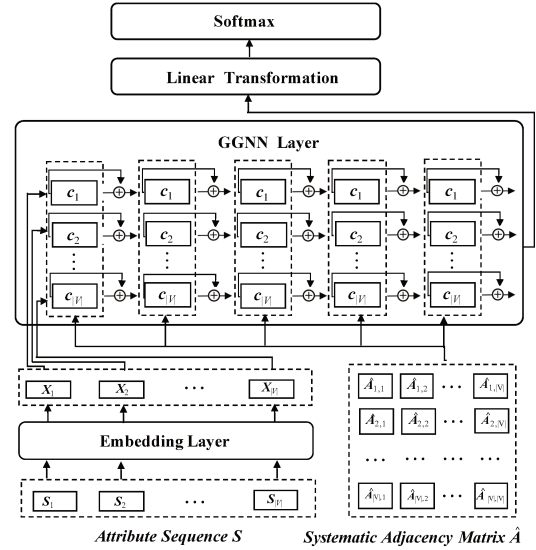 Softmax
Linear Transformation
GGNN Layer
c₁ c₁ c₁ c₁ c₁
c₂ c₂ c₂ c₂ c₂
c|V| c|V| c|V| c|V| c|V|
X₁ X₂ ⋯ X|V|
Embedding Layer
S₁ S₂ ⋯ S|V|
Attribute Sequence S
Â₁,₁ Â₁,₂ ⋯ Â₁,|V|
Â₂,₁ Â₂,₂ ⋯ Â₂,|V|
⋯ ⋯ ⋯ ⋯
Â|V|,₁ Â|V|,₂ ⋯ Â|V|,|V|
Systematic Adjacency Matrix Â